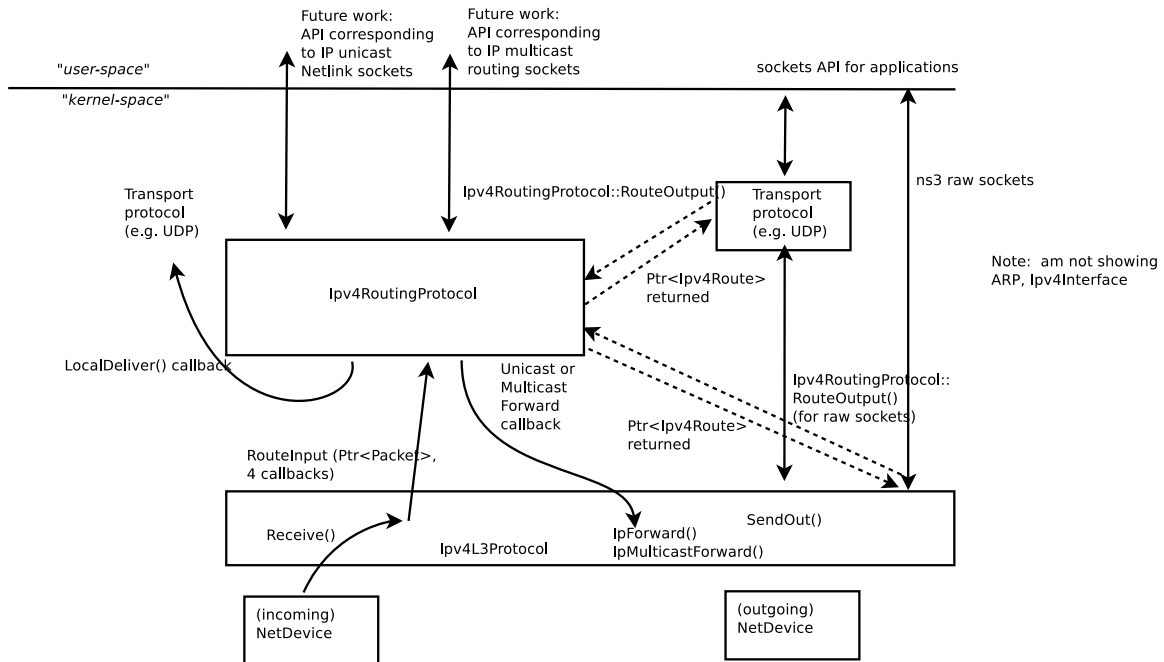 Future work:
API corresponding
to IP unicast
Netlink sockets
Future work:
API corresponding
to IP multicast
routing sockets
"user-space"
sockets API for applications
"kernel-space"
Transport
protocol
(e.g. UDP)
Ipv4RoutingProtocol::RouteOutput()
Transport
protocol
(e.g. UDP)
ns3 raw sockets
Note:  am not showing
ARP, Ipv4Interface
Ipv4RoutingProtocol
Ptr<Ipv4Route>
returned
LocalDeliver() callback
Unicast or
Multicast
Forward
callback
Ipv4RoutingProtocol::
RouteOutput()
(for raw sockets)
Ptr<Ipv4Route>
returned
RouteInput (Ptr<Packet>,
4 callbacks)
Receive()
Ipv4L3Protocol
IpForward()
IpMulticastForward()
SendOut()
(incoming)
NetDevice
(outgoing)
NetDevice